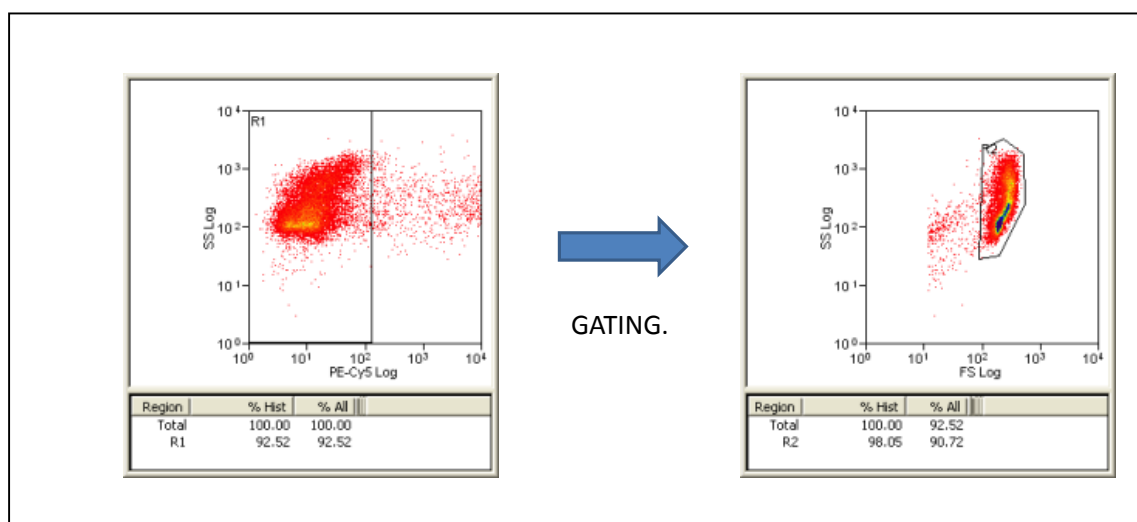 R1
10⁴
10³
10²
10¹
10⁰
SS Log
10⁰ 10¹ 10² 10³ 10⁴
PE-Cy5 Log
Region % Hist % All
Total 100.00 100.00
R1 92.52 92.52
GATING.
R2
10⁴
10³
10²
10¹
10⁰
SS Log
10⁰ 10¹ 10² 10³ 10⁴
FS Log
Region % Hist % All
Total 100.00 92.52
R2 98.05 90.72